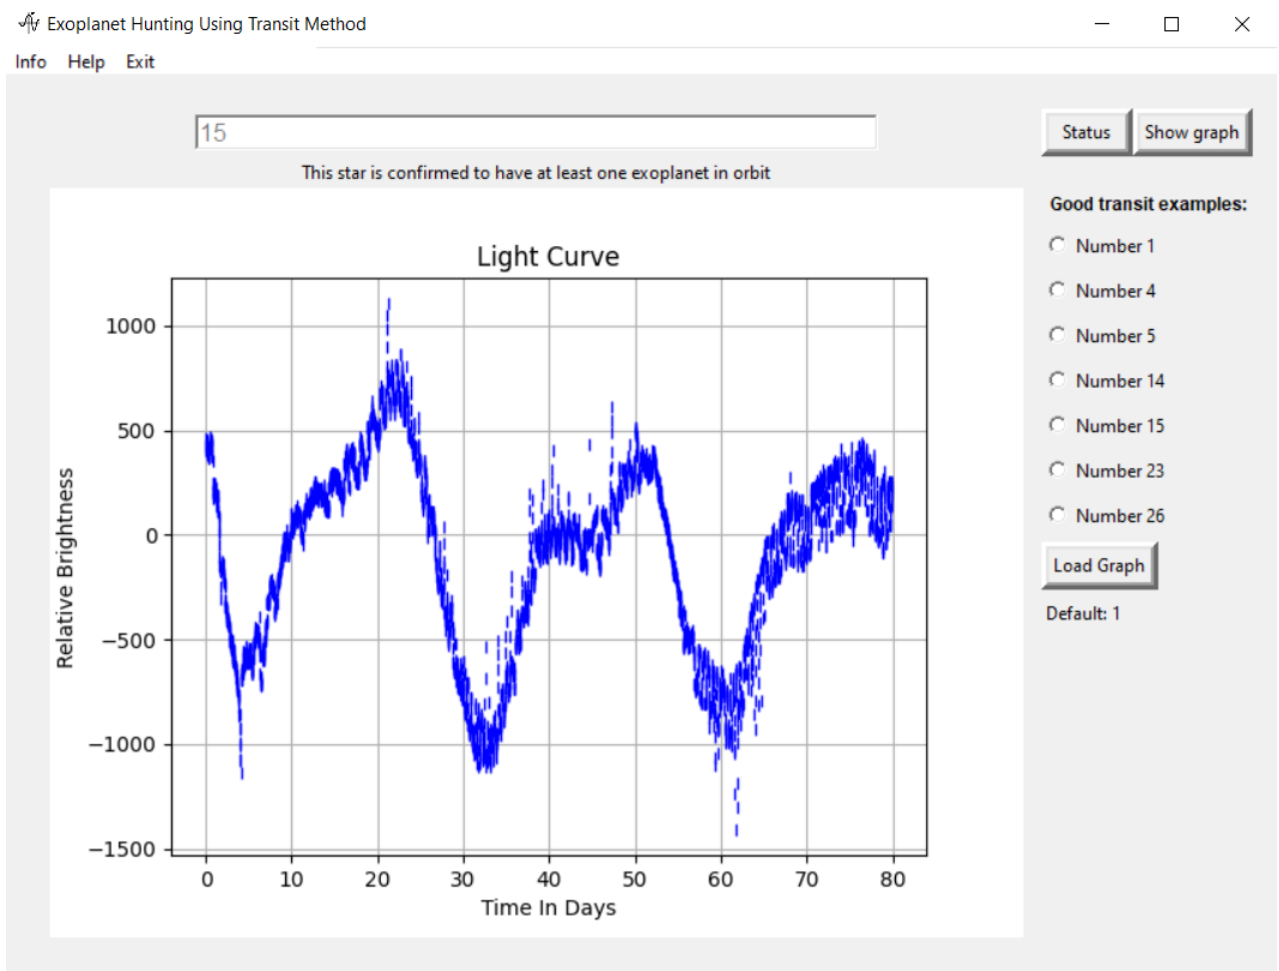 Exoplanet Hunting Using Transit Method
Info Help Exit
15
Status Show graph
This star is confirmed to have at least one exoplanet in orbit
Good transit examples:
Number 1
Number 4
Number 5
Number 14
Number 15
Number 23
Number 26
Load Graph
Default: 1
Light Curve
Relative Brightness
1000
500
0
−500
−1000
−1500
0 10 20 30 40 50 60 70 80
Time In Days